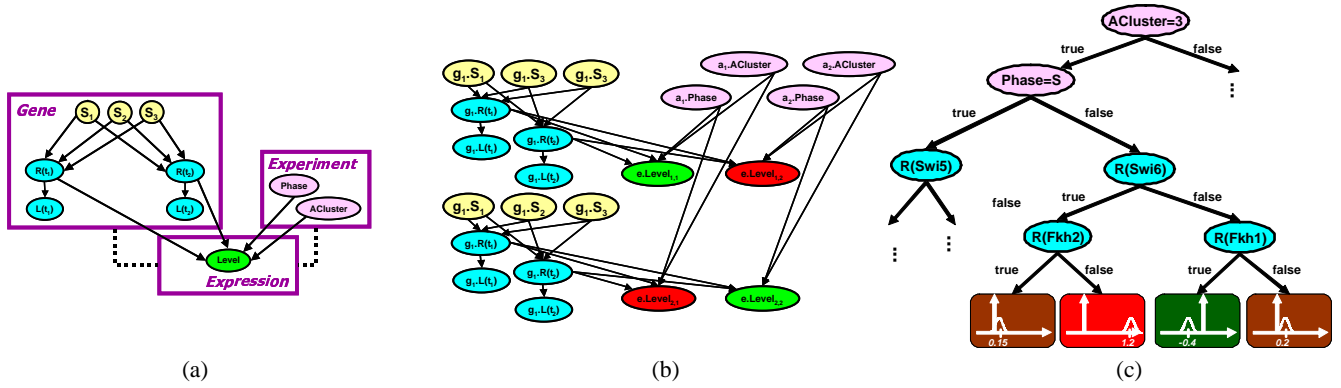 Gene
S1
S2
S3
R(t1)
R(t2)
L(t1)
L(t2)
Experiment
Phase
ACluster
Level
Expression
(a)
g1.S1
g1.S3
g1.S3
a1.ACluster
a2.ACluster
a1.Phase
a2.Phase
g1.R(t1)
g1.R(t2)
g1.L(t1)
g1.L(t2)
e.Level1,1
e.Level1,2
g1.S1
g1.S2
g1.S3
g1.R(t1)
g1.R(t2)
g1.L(t1)
g1.L(t2)
e.Level2,1
e.Level2,2
(b)
ACluster=3
true
false
Phase=S
...
true
false
R(Swi5)
R(Swi6)
false
true
false
...
...
R(Fkh2)
R(Fkh1)
true
false
true
false
0.15
1.2
-0.4
0.2
(c)